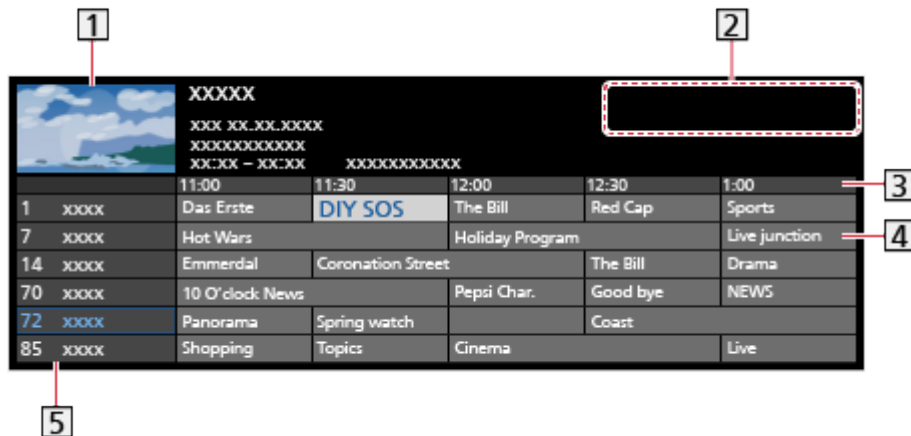 1 2
XXXXX
XXX XX.XX.XXXX
XXXXXXXXXXX
XX:XX – XX:XX XXXXXXXXXXX
11:00 11:30 12:00 12:30 1:00 3
1 XXXX Das Erste DIY SOS The Bill Red Cap Sports
7 XXXX Hot Wars Holiday Program Live junction 4
14 XXXX Emmerdal Coronation Street The Bill Drama
70 XXXX 10 O'clock News Pepsi Char. Good bye NEWS
72 XXXX Panorama Spring watch Coast
85 XXXX Shopping Topics Cinema Live
5